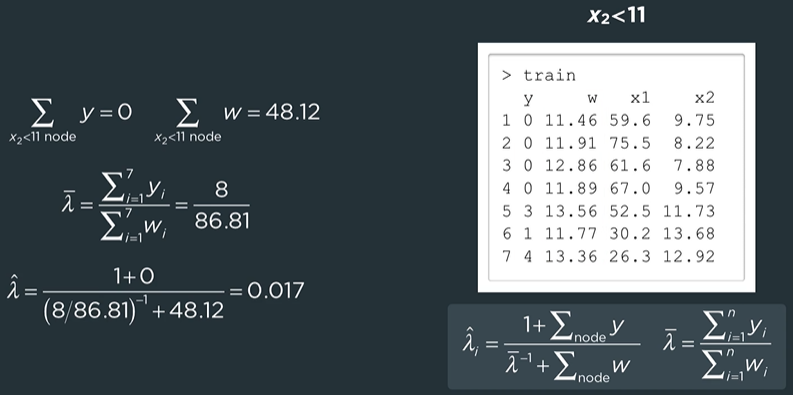 x₂<11
∑ x₂<11 node y = 0 ∑ x₂<11 node w = 48.12
λ̄ = ∑⁷ᵢ₌₁ yᵢ / ∑⁷ᵢ₌₁ wᵢ = 8 / 86.81
λ̂ = 1+0 / (8/86.81)⁻¹ + 48.12 = 0.017
> train
y w x1 x2
1 0 11.46 59.6 9.75
2 0 11.91 75.5 8.22
3 0 12.86 61.6 7.88
4 0 11.89 67.0 9.57
5 3 13.56 52.5 11.73
6 1 11.77 30.2 13.68
7 4 13.36 26.3 12.92
λ̂ᵢ = 1+ ∑node y / λ̄⁻¹ + ∑node w λ̄ = ∑ⁿᵢ₌₁ yᵢ / ∑ⁿᵢ₌₁ wᵢ